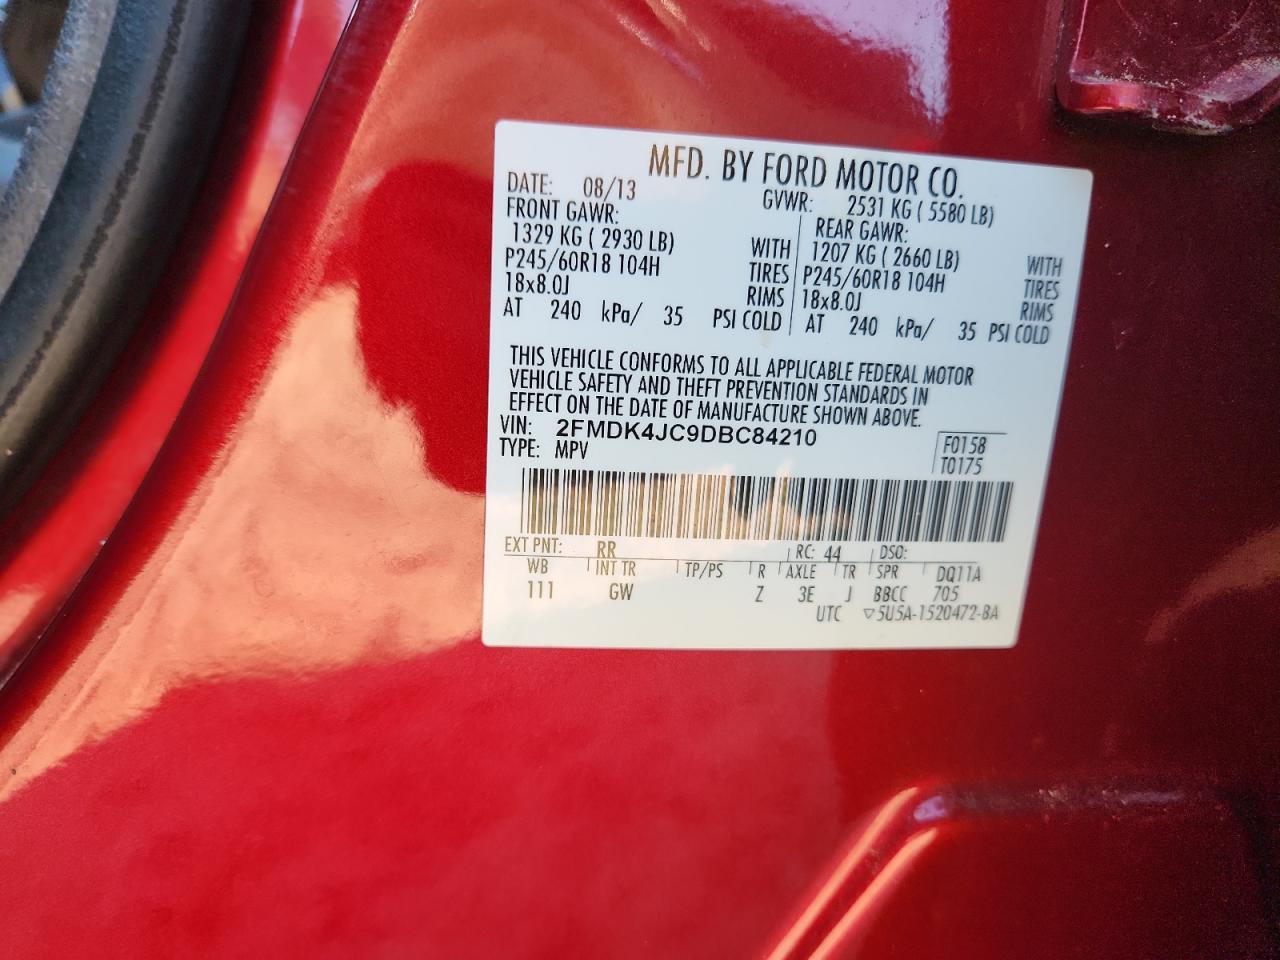 MFD. BY FORD MOTOR CO.
DATE: 08/13 GVWR: 2531 KG ( 5580 LB)
FRONT GAWR: REAR GAWR:
1329 KG ( 2930 LB) WITH 1207 KG ( 2660 LB) WITH
P245/60R18 104H TIRES P245/60R18 104H TIRES
18x8.0J RIMS 18x8.0J RIMS
AT 240 kPa/ 35 PSI COLD AT 240 kPa/ 35 PSI COLD
THIS VEHICLE CONFORMS TO ALL APPLICABLE FEDERAL MOTOR
VEHICLE SAFETY AND THEFT PREVENTION STANDARDS IN
EFFECT ON THE DATE OF MANUFACTURE SHOWN ABOVE.
VIN: 2FMDK4JC9DBC84210 F0158
TYPE: MPV T0175
EXT PNT: RR RC: 44 DSO:
WB INT TR TP/PS R AXLE TR SPR DQ11A
111 GW Z 3E J BBCC 705
UTC ▽5U5A-1520472-BA